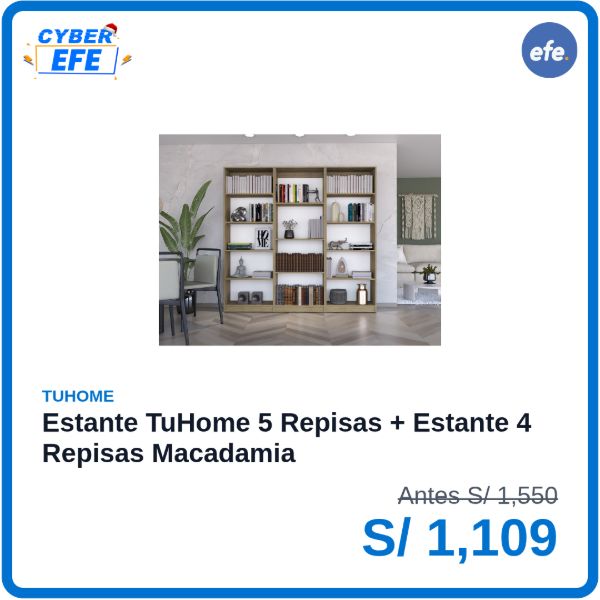 CYBER
EFE
efe.
TUHOME
Estante TuHome 5 Repisas + Estante 4
Repisas Macadamia
Antes S/ 1,550
S/ 1,109